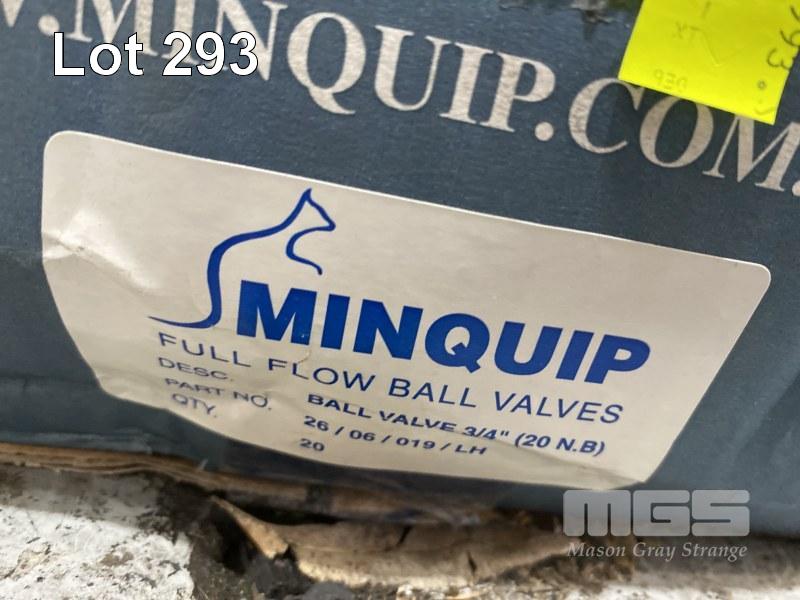 Lot 293
.MINQUIP.COM.
MINQUIP
FULL FLOW BALL VALVES
DESC. BALL VALVE 3/4" (20 N.B)
PART NO. 26 / 06 / 019 / LH
QTY. 20
MGS
Mason Gray Strange